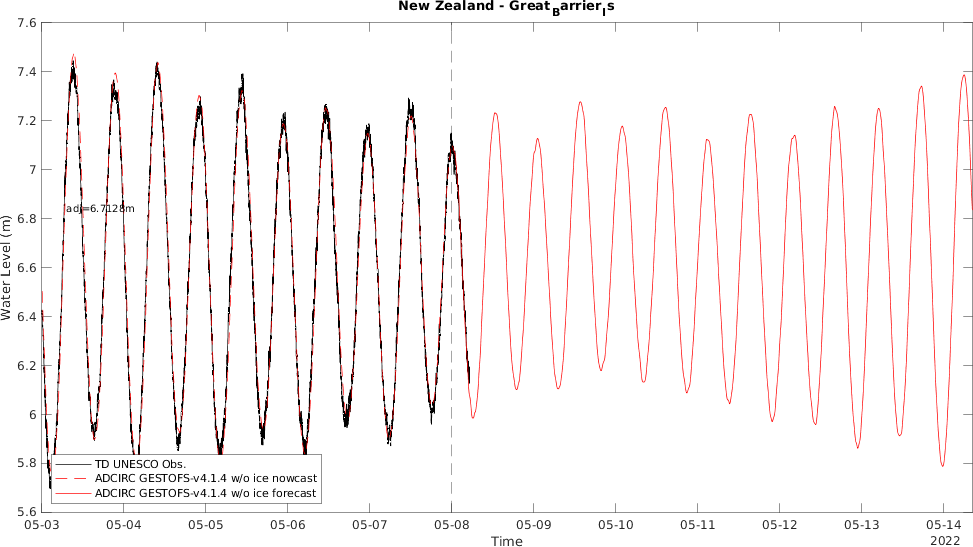 New Zealand - GreatBarrierIs
7.6
7.4
7.2
7
6.8
6.6
6.4
6.2
6
5.8
5.6
Water Level (m)
adj=6.7128m
TD UNESCO Obs.
ADCIRC GESTOFS-v4.1.4 w/o ice nowcast
ADCIRC GESTOFS-v4.1.4 w/o ice forecast
05-03 05-04 05-05 05-06 05-07 05-08 05-09 05-10 05-11 05-12 05-13 05-14
Time
2022